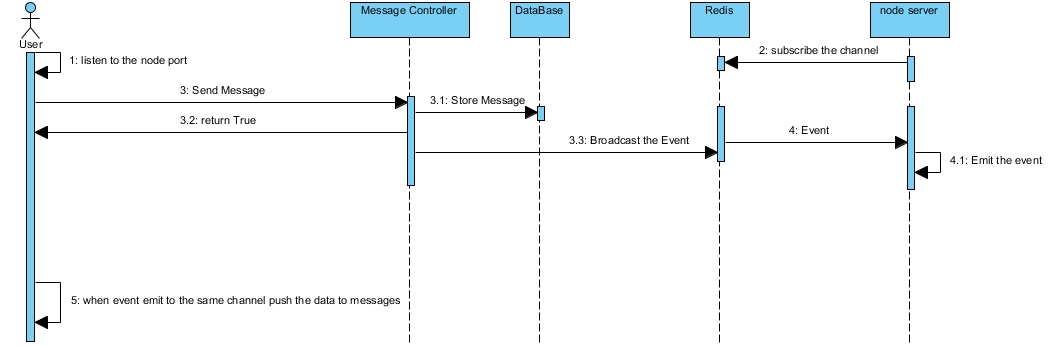 Message Controller
DataBase
Redis
node server
User
2: subscribe the channel
1: listen to the node port
3: Send Message
3.1: Store Message
3.2: return True
4: Event
3.3: Broadcast the Event
4.1: Emit the event
5: when event emit to the same channel push the data to messages